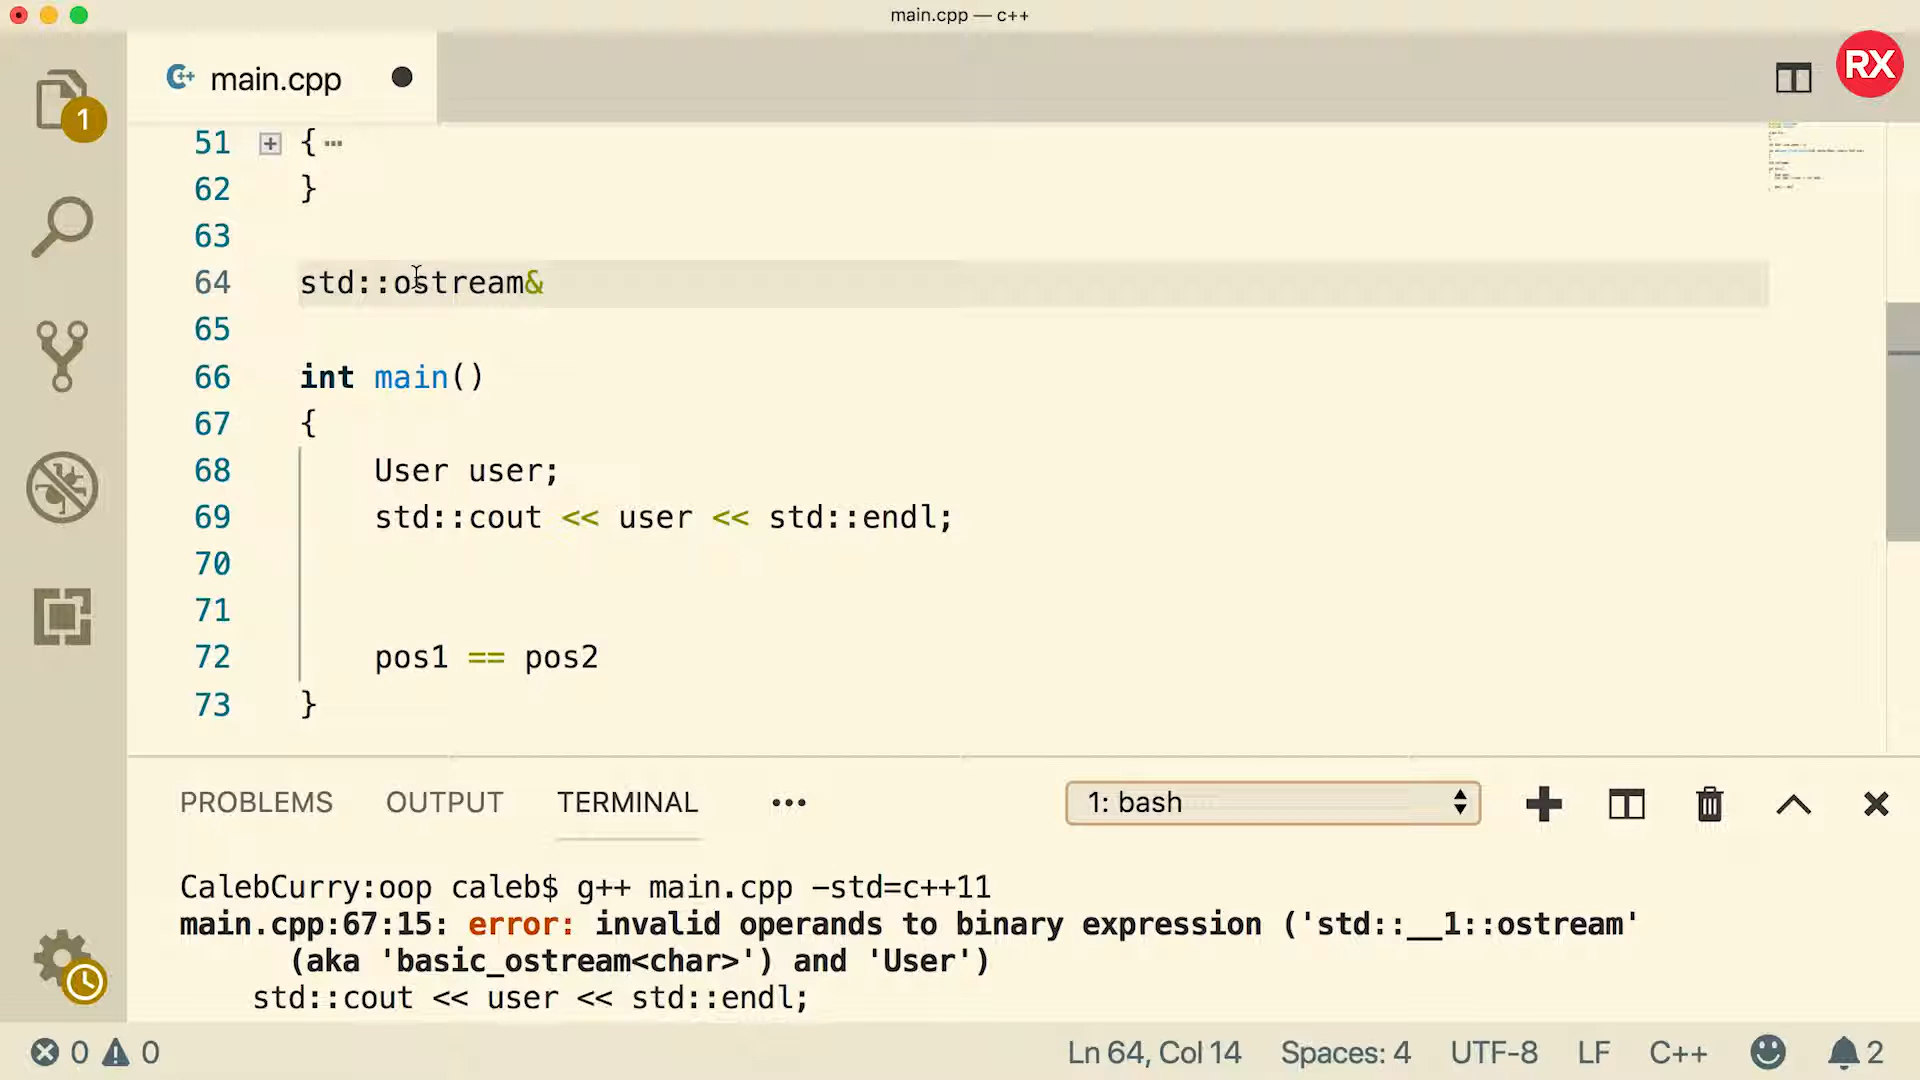 main.cpp — c++
RX
main.cpp
1
51 { ...
62 }
63
64 std::ostream&
65
66 int main()
67 {
68 User user;
69 std::cout << user << std::endl;
70
71
72 pos1 == pos2
73 }
PROBLEMS OUTPUT TERMINAL ... 1: bash
CalebCurry:oop caleb$ g++ main.cpp -std=c++11
main.cpp:67:15: error: invalid operands to binary expression ('std::__1::ostream'
(aka 'basic_ostream<char>') and 'User')
std::cout << user << std::endl;
0 0 Ln 64, Col 14 Spaces: 4 UTF-8 LF C++ 2